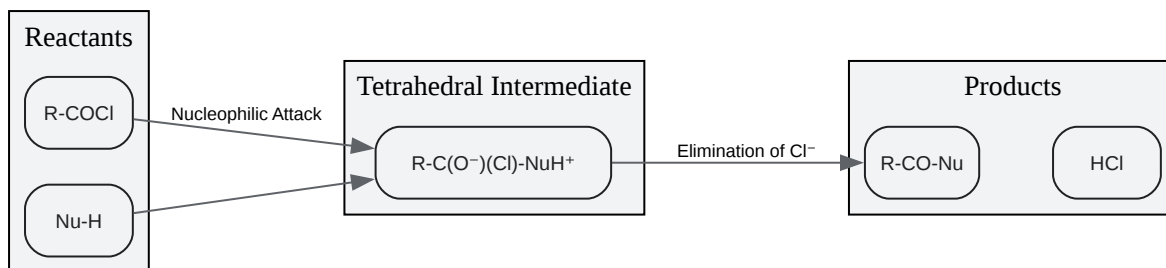 Reactants
R-COCl
Nu-H
Nucleophilic Attack
Tetrahedral Intermediate
R-C(O⁻)(Cl)-NuH⁺
Elimination of Cl⁻
Products
R-CO-Nu
HCl